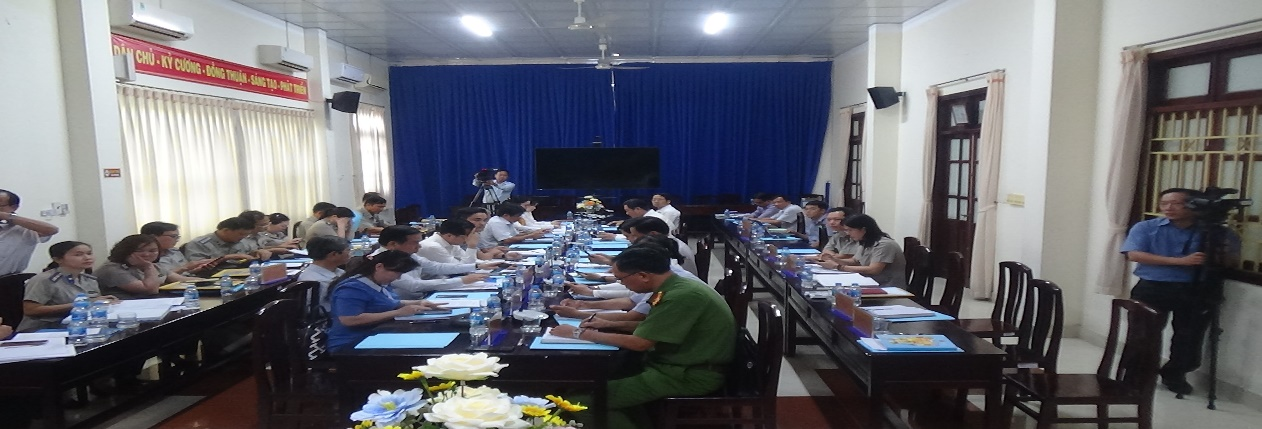 DÂN CHỦ - KỶ CƯƠNG - ĐỒNG THUẬN - SÁNG TẠO - PHÁT TRIỂN